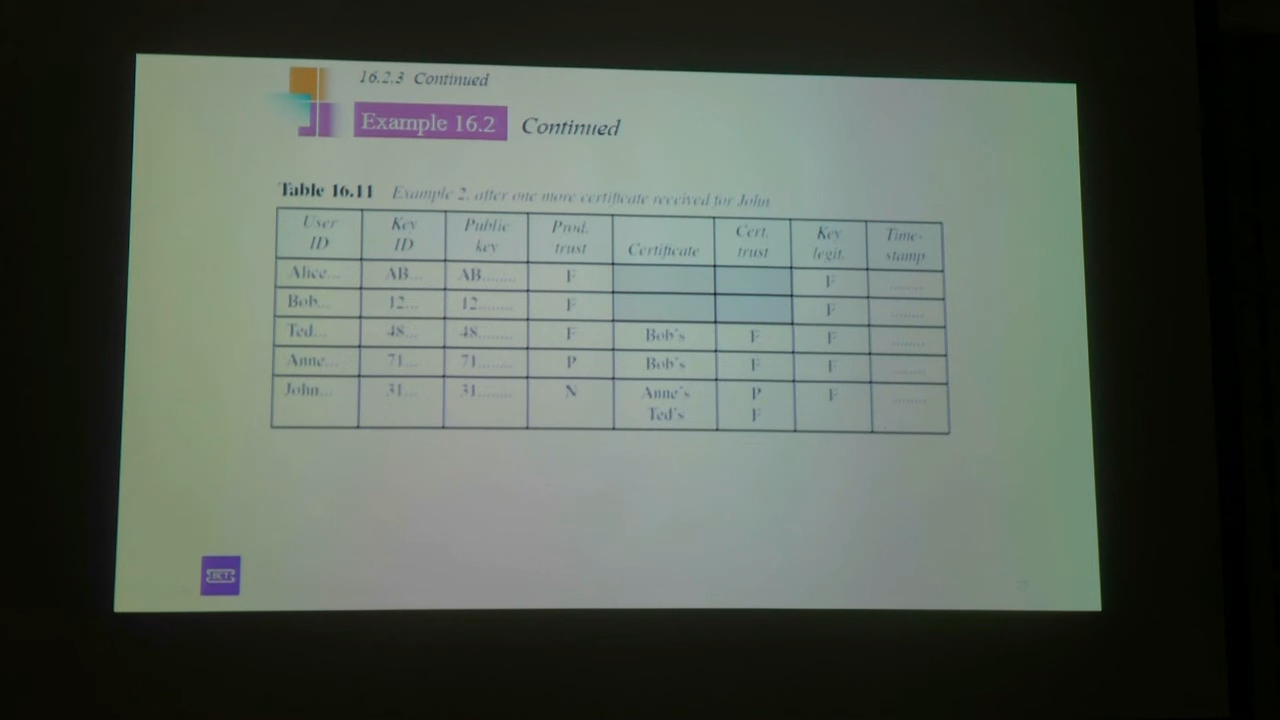 16.2.3 Continued
Example 16.2 Continued
Table 16.11 Example 2, after one more certificate received for John
User ID Key ID Public key Prod. trust Certificate Cert. trust Key legit. Time-stamp
Alice... AB... AB........ F F ........
Bob... 12... 12........ F F ........
Ted... 48... 48........ F Bob's F F ........
Anne... 71... 71........ P Bob's F F ........
John... 31... 31........ N Anne's P F ........
Ted's F